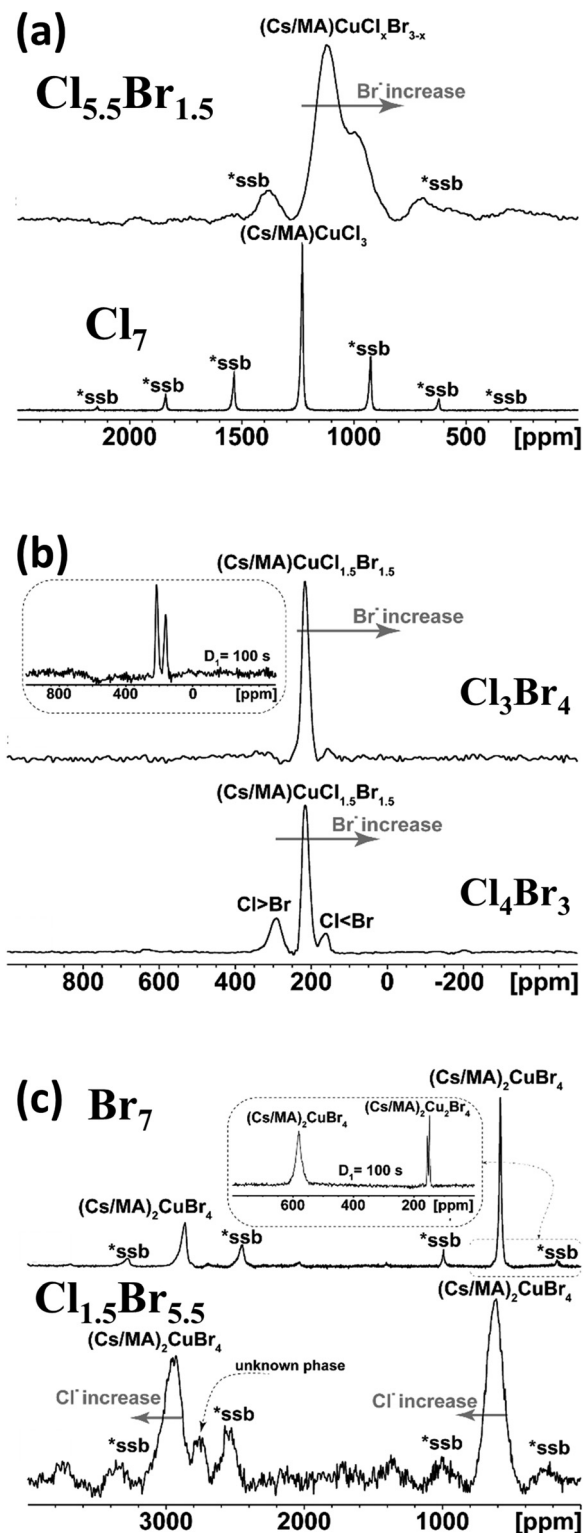 (a)
(Cs/MA)CuClxBr3-x
Cl5.5Br1.5
Br- increase
*ssb
*ssb
(Cs/MA)CuCl3
Cl7
*ssb
*ssb
*ssb
*ssb
*ssb
*ssb
2000 1500 1000 500 [ppm]
(b)
(Cs/MA)CuCl1.5Br1.5
Br- increase
D1= 100 s
800 400 0 [ppm]
Cl3Br4
(Cs/MA)CuCl1.5Br1.5
Br- increase
Cl>Br
Cl<Br
Cl4Br3
800 600 400 200 0 -200 [ppm]
(c)
Br7
(Cs/MA)2CuBr4
(Cs/MA)2CuBr4
(Cs/MA)2Cu2Br4
D1= 100 s
600 400 200 [ppm]
(Cs/MA)2CuBr4
*ssb
*ssb
*ssb
*ssb
Cl1.5Br5.5
(Cs/MA)2CuBr4
(Cs/MA)2CuBr4
unknown phase
Cl- increase
Cl- increase
*ssb
*ssb
*ssb
*ssb
3000 2000 1000 [ppm]